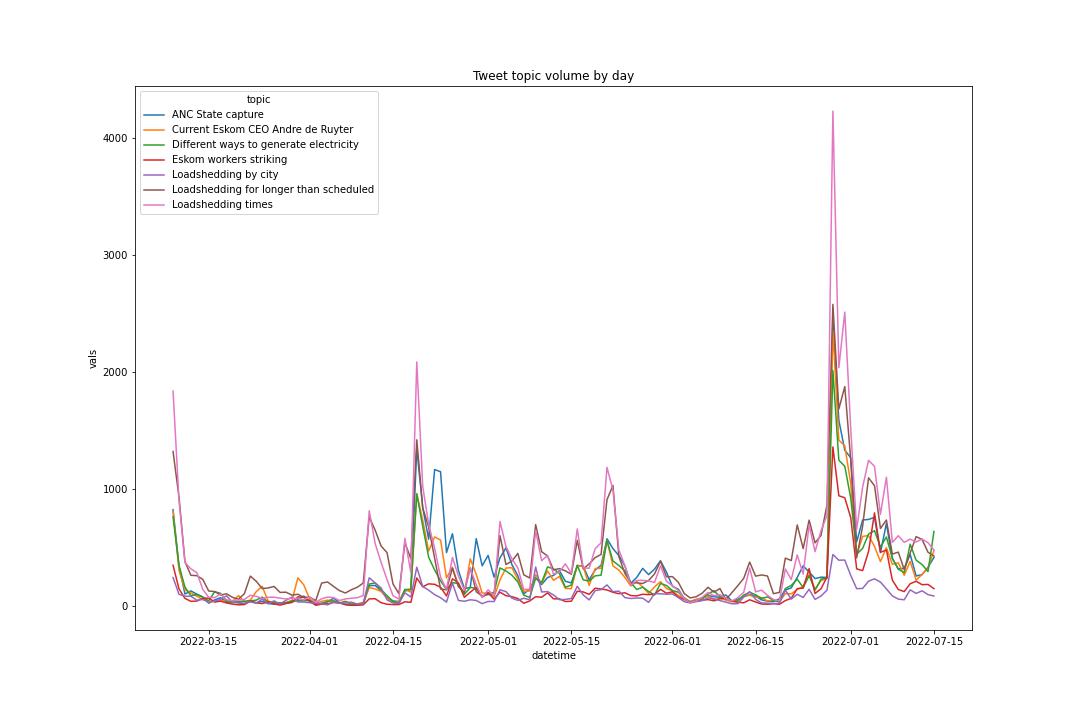 Tweet topic volume by day
topic
ANC State capture
Current Eskom CEO Andre de Ruyter
Different ways to generate electricity
Eskom workers striking
Loadshedding by city
Loadshedding for longer than scheduled
Loadshedding times
4000
3000
2000
1000
0
vals
2022-03-15 2022-04-01 2022-04-15 2022-05-01 2022-05-15 2022-06-01 2022-06-15 2022-07-01 2022-07-15
datetime